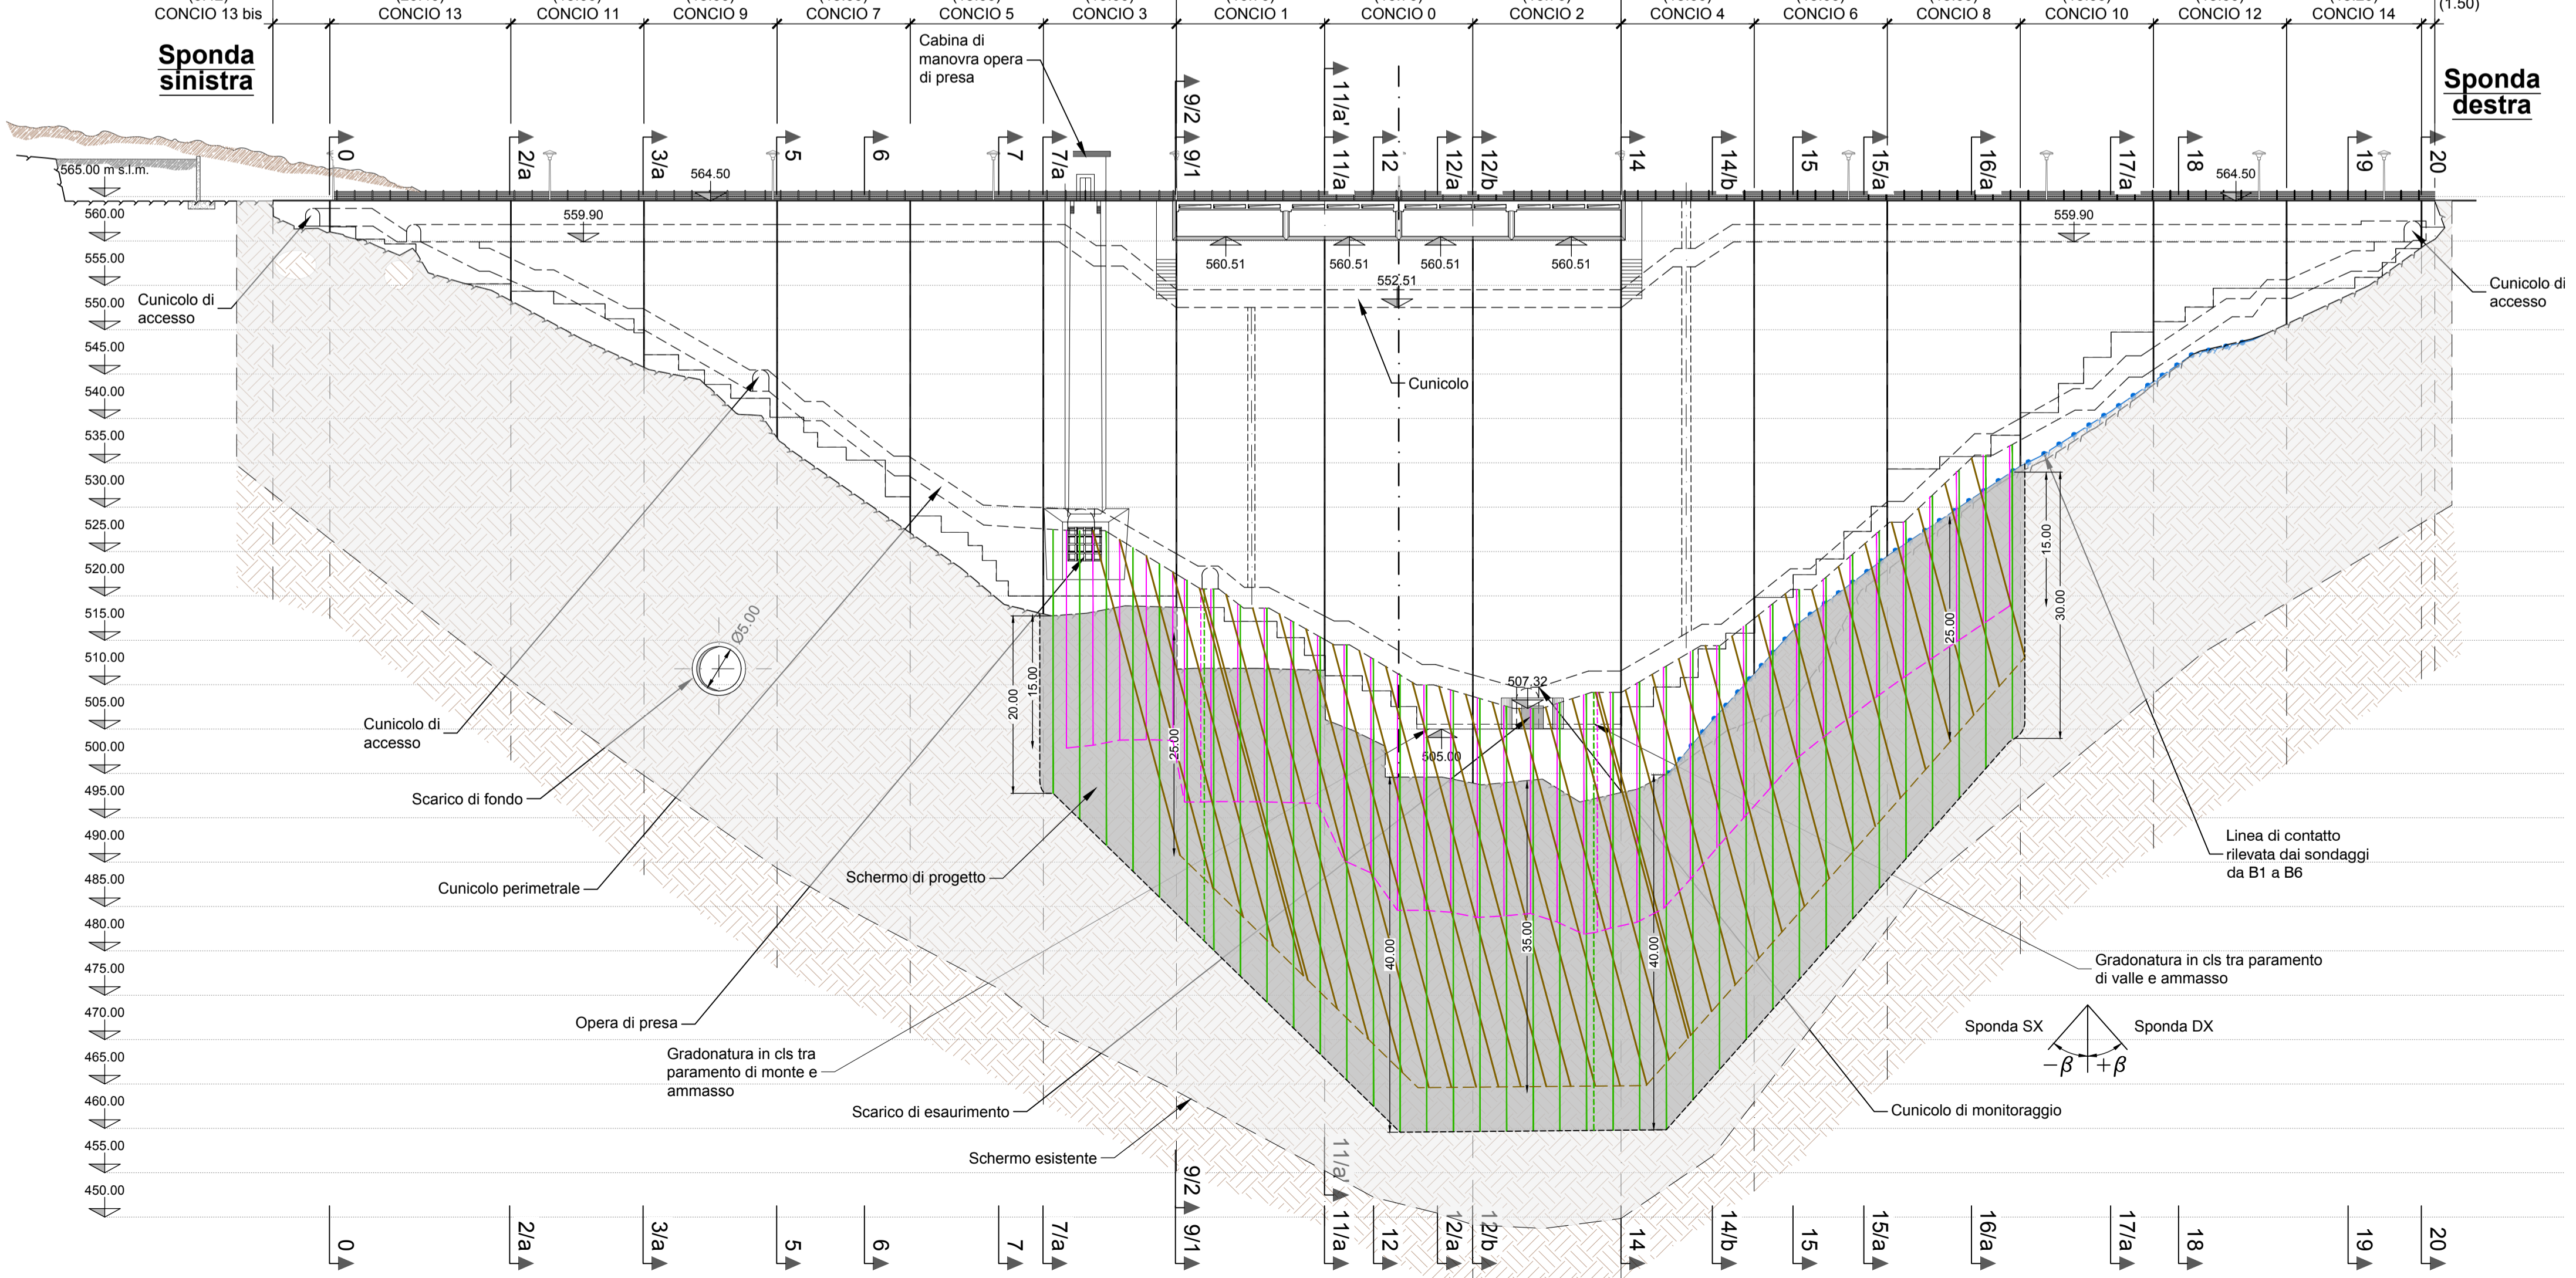 CONCIO 13 bis
CONCIO 13
CONCIO 11
CONCIO 9
CONCIO 7
CONCIO 5
CONCIO 3
CONCIO 1
CONCIO 0
CONCIO 2
CONCIO 4
CONCIO 6
CONCIO 8
CONCIO 10
CONCIO 12
CONCIO 14
(1.50)
Sponda
sinistra
Cabina di
manovra opera
di presa
Sponda
destra
0
2/a
3/a
5
6
7
7/a
9/2
9/1
11/a'
11/a
12
12/a
12/b
14
14/b
15
15/a
16/a
17/a
18
19
20
565.00 m s.l.m.
564.50
564.50
560.00
559.90
559.90
555.00
560.51
560.51
560.51
560.51
552.51
550.00
Cunicolo di
accesso
Cunicolo di
accesso
545.00
Cunicolo
540.00
535.00
530.00
525.00
15.00
520.00
30.00
515.00
Ø5.00
25.00
510.00
507.32
20.00
15.00
505.00
25.00
505.00
Cunicolo di
accesso
500.00
495.00
Scarico di fondo
490.00
Linea di contatto
rilevata dai sondaggi
da B1 a B6
485.00
Schermo di progetto
Cunicolo perimetrale
480.00
40.00
35.00
40.00
475.00
Gradonatura in cls tra paramento
di valle e ammasso
470.00
Opera di presa
Sponda SX
Sponda DX
465.00
Gradonatura in cls tra
paramento di monte e
ammasso
−β
+β
460.00
Scarico di esaurimento
Cunicolo di monitoraggio
455.00
Schermo esistente
450.00
0
2/a
3/a
5
6
7
7/a
9/2
9/1
11/a'
11/a
12
12/a
12/b
14
14/b
15
15/a
16/a
17/a
18
19
20